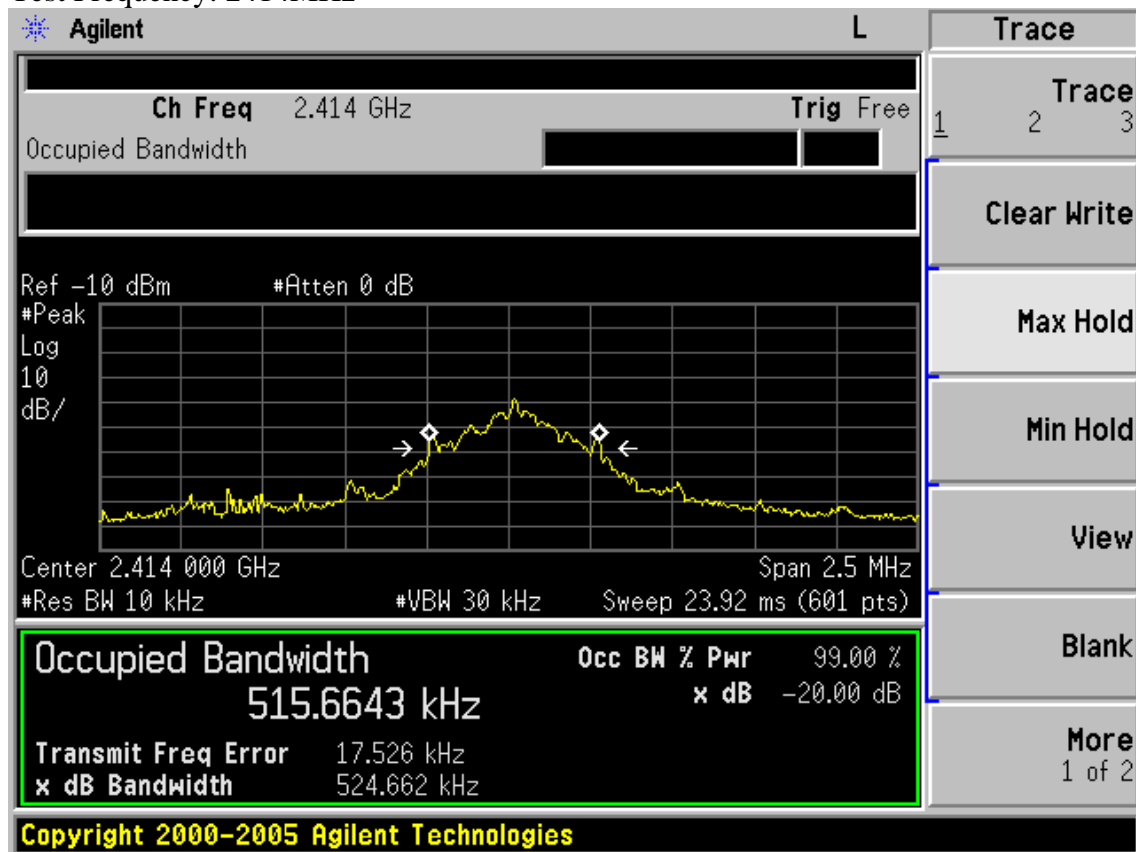 Agilent L Trace
Ch Freq 2.414 GHz Trig Free
Occupied Bandwidth
Trace
1 2 3
Clear Write
Max Hold
Min Hold
View
Blank
More
1 of 2
Ref -10 dBm #Atten 0 dB
#Peak
Log
10
dB/
Center 2.414 000 GHz Span 2.5 MHz
#Res BW 10 kHz #VBW 30 kHz Sweep 23.92 ms (601 pts)
Occupied Bandwidth Occ BW % Pwr 99.00 %
515.6643 kHz x dB -20.00 dB
Transmit Freq Error 17.526 kHz
x dB Bandwidth 524.662 kHz
Copyright 2000-2005 Agilent Technologies